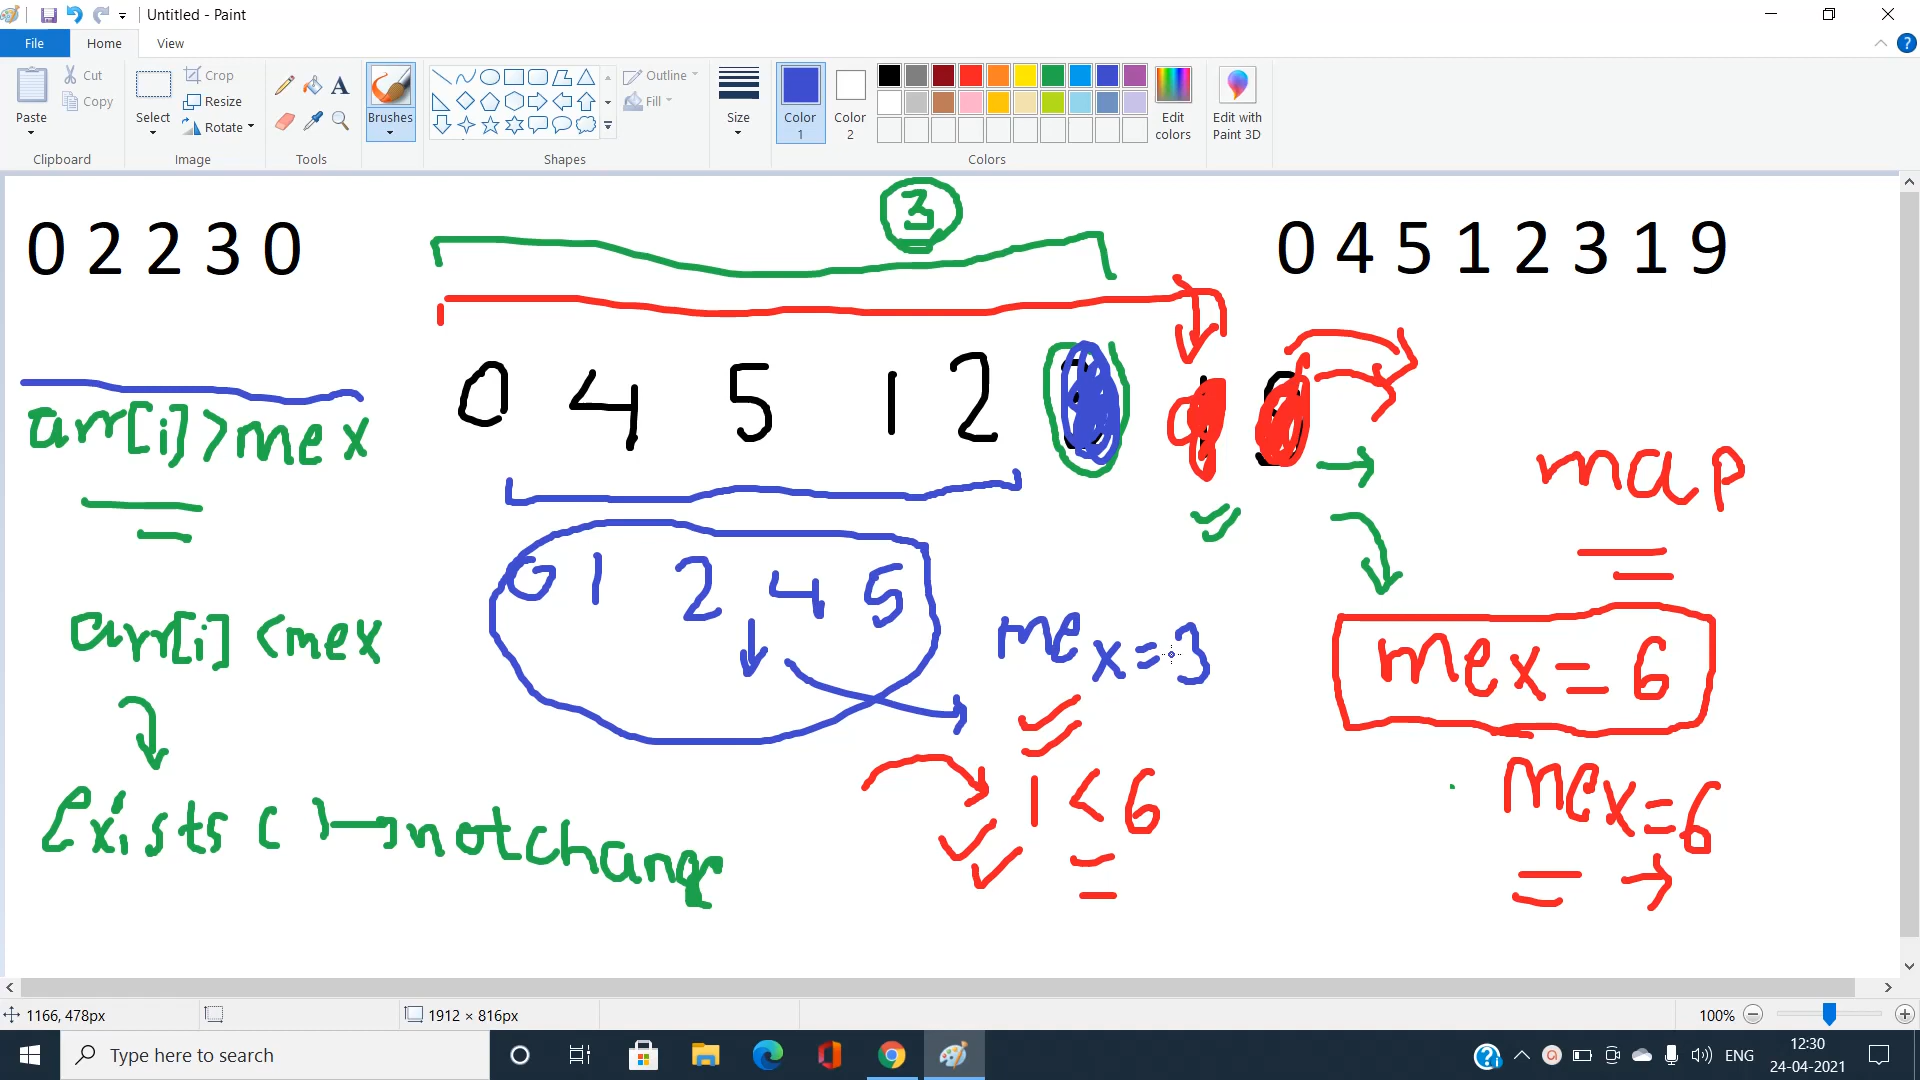 Untitled - Paint
File Home View
Paste
Cut
Copy
Clipboard
Select
Crop
Resize
Rotate
Image
Tools
Brushes
Shapes
Outline
Fill
Size
Color 1
Color 2
Colors
Edit colors
Edit with Paint 3D
3
0 2 2 3 0
0 4 5 1 2 3 1 9
0 4 5 1 2
arr[i]>mex
map
0 1 2 4 5
arr[i]<mex
mex=3
mex=6
1<6
mex=6
Exists()→notchange
1166, 478px
1912 × 816px
100%
Type here to search
ENG
12:30
24-04-2021